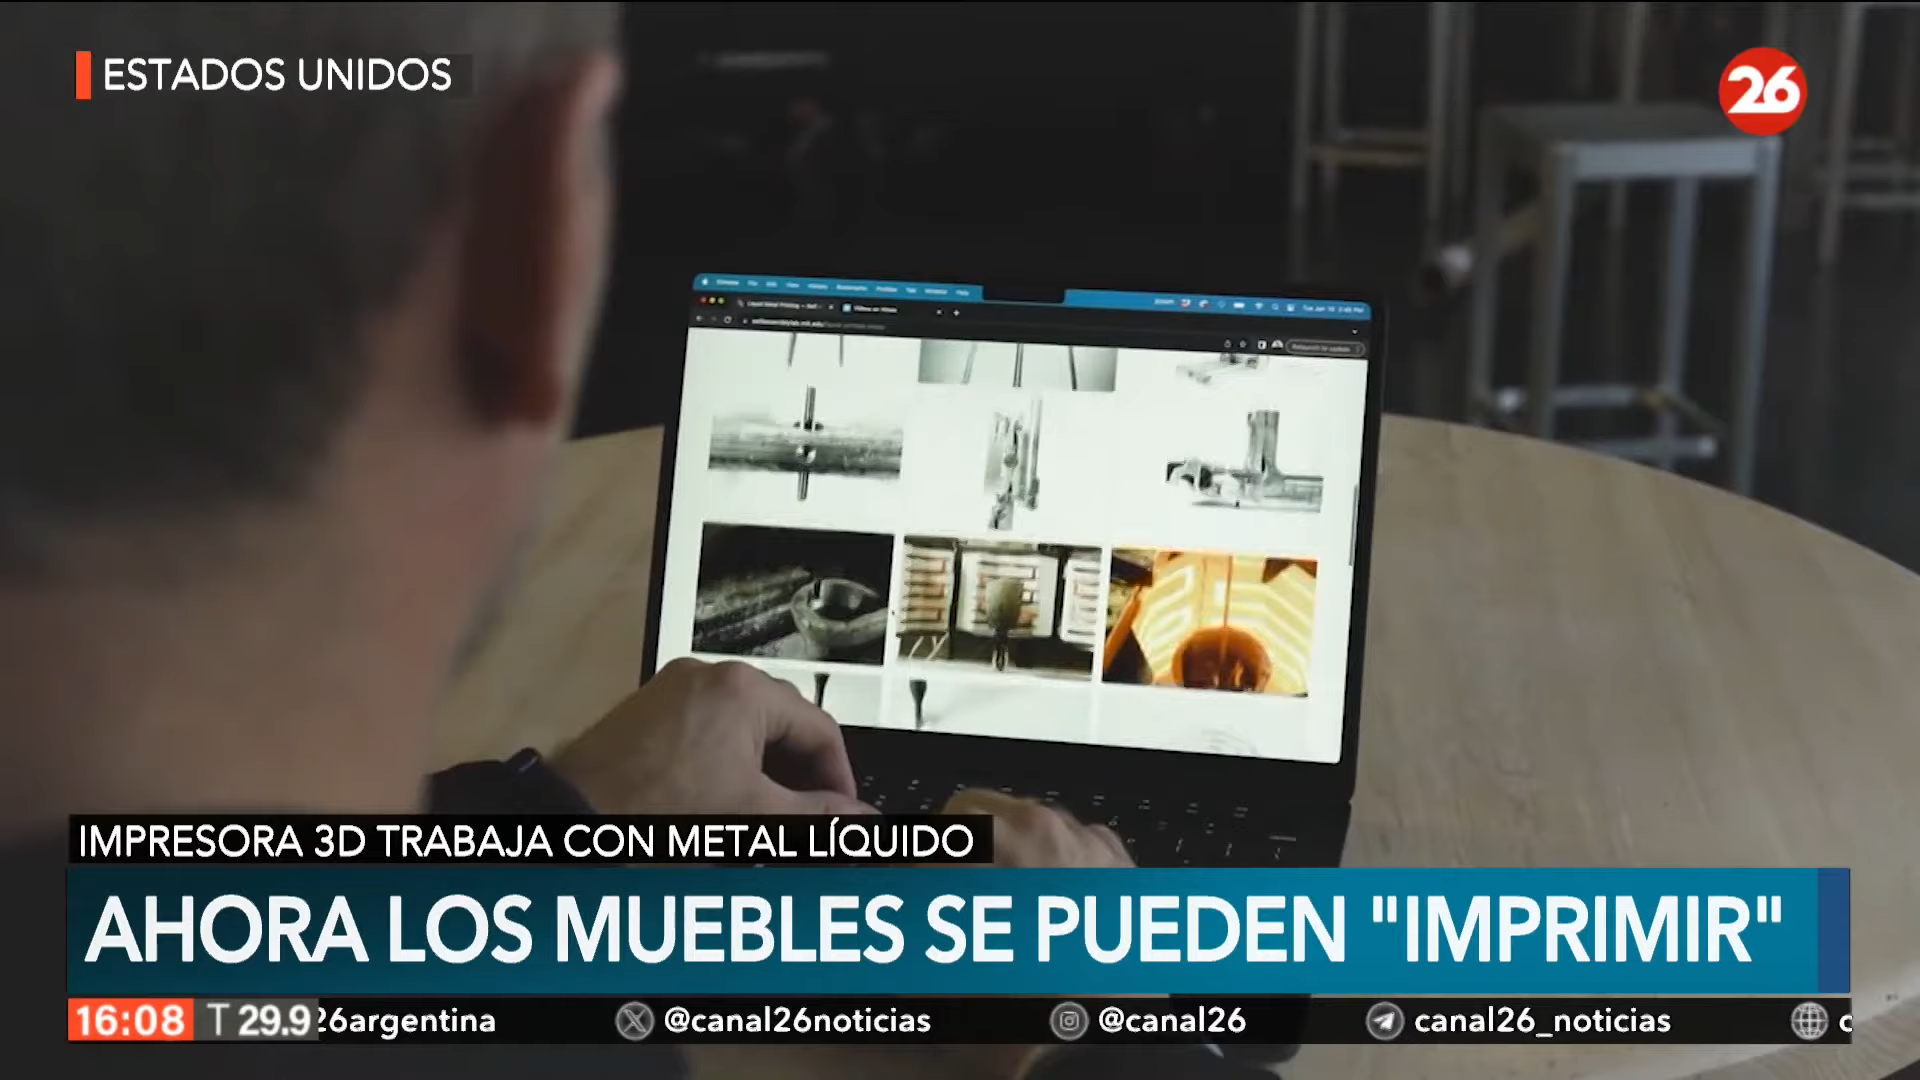 ESTADOS UNIDOS
26
IMPRESORA 3D TRABAJA CON METAL LÍQUIDO
AHORA LOS MUEBLES SE PUEDEN "IMPRIMIR"
16:08 T 29.9 26argentina @canal26noticias @canal26 canal26_noticias